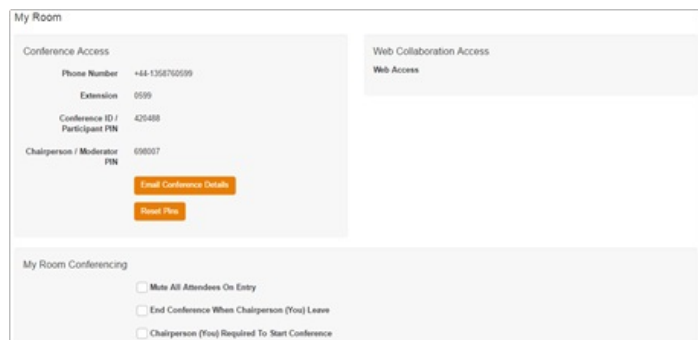 My Room
Conference Access
Phone Number +44-1358760599
Extension 0599
Conference ID /
Participant PIN 420488
Chairperson / Moderator
PIN 698007
Email Conference Details
Reset Pins
Web Collaboration Access
Web Access
My Room Conferencing
Mute All Attendees On Entry
End Conference When Chairperson (You) Leave
Chairperson (You) Required To Start Conference